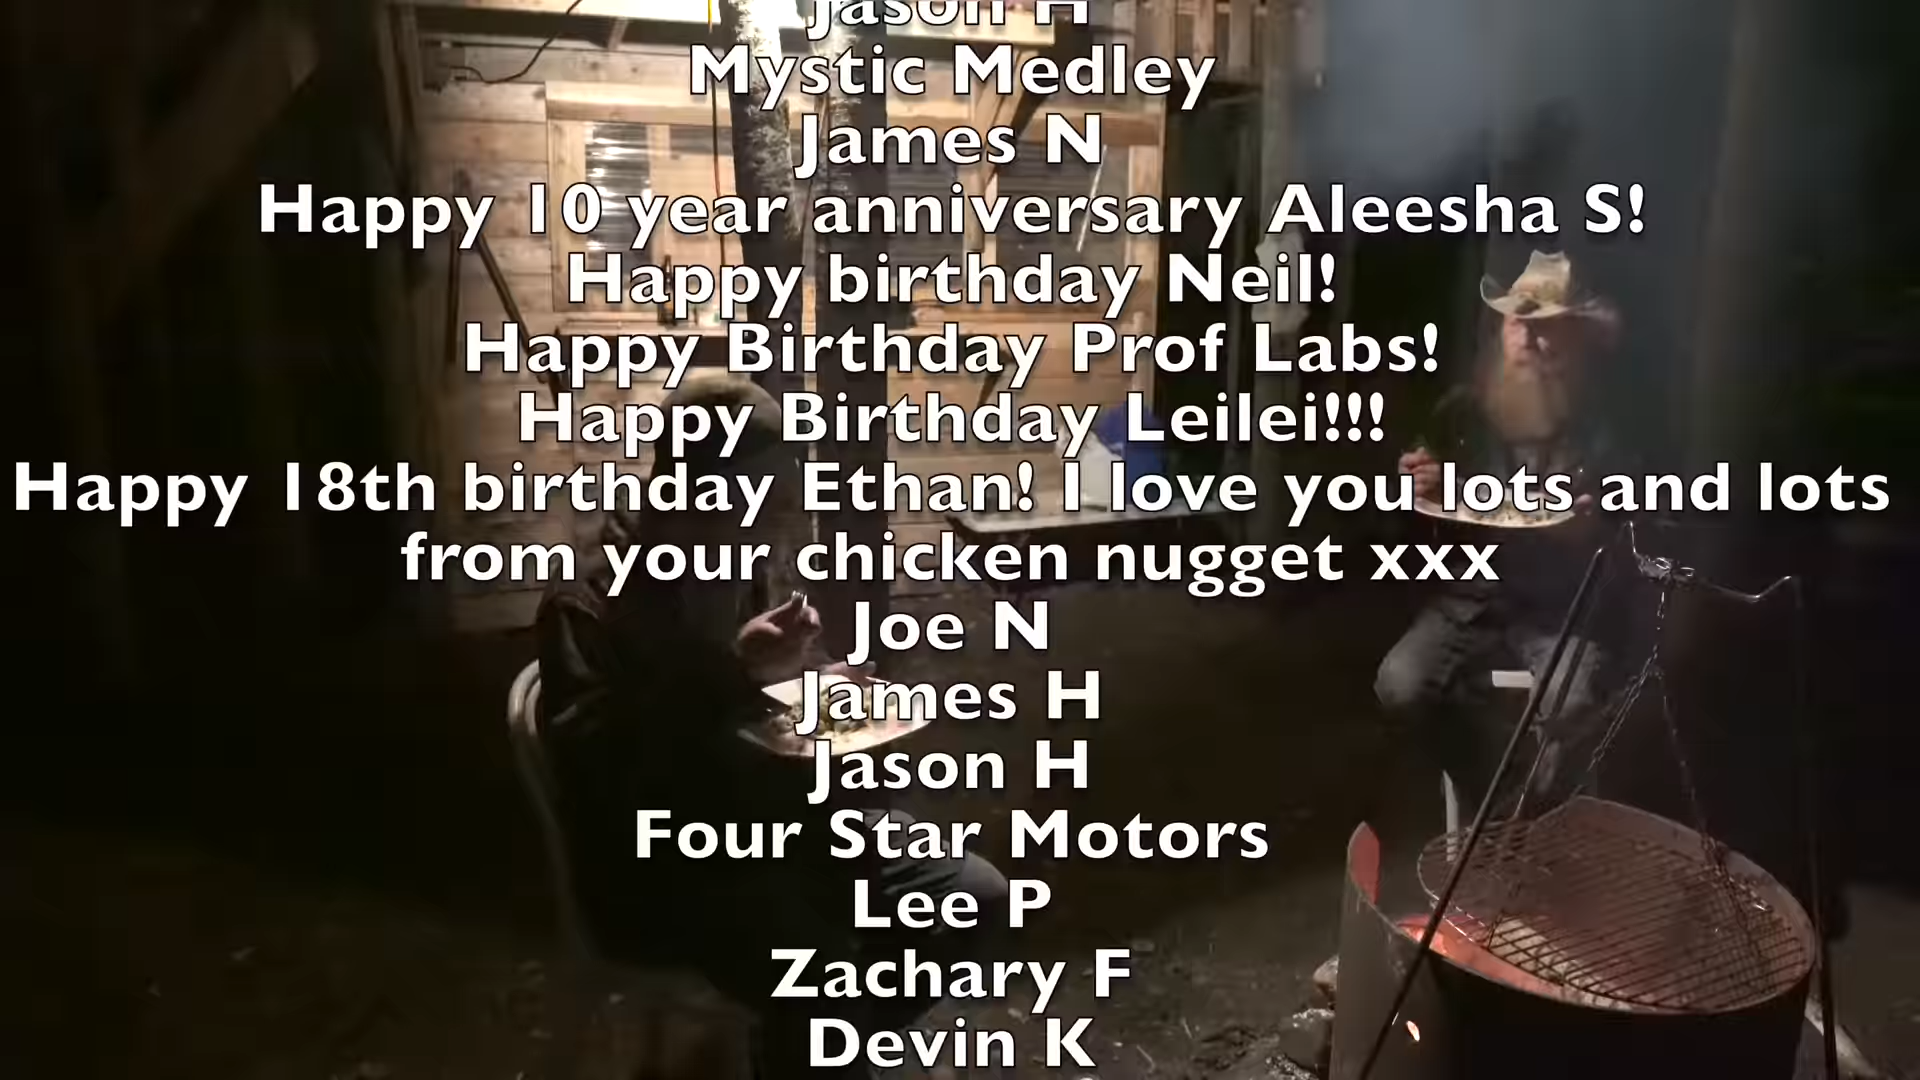 Jason H
Mystic Medley
James N
Happy 10 year anniversary Aleesha S!
Happy birthday Neil!
Happy Birthday Prof Labs!
Happy Birthday Leilei!!!
Happy 18th birthday Ethan! I love you lots and lots
from your chicken nugget xxx
Joe N
James H
Jason H
Four Star Motors
Lee P
Zachary F
Devin K